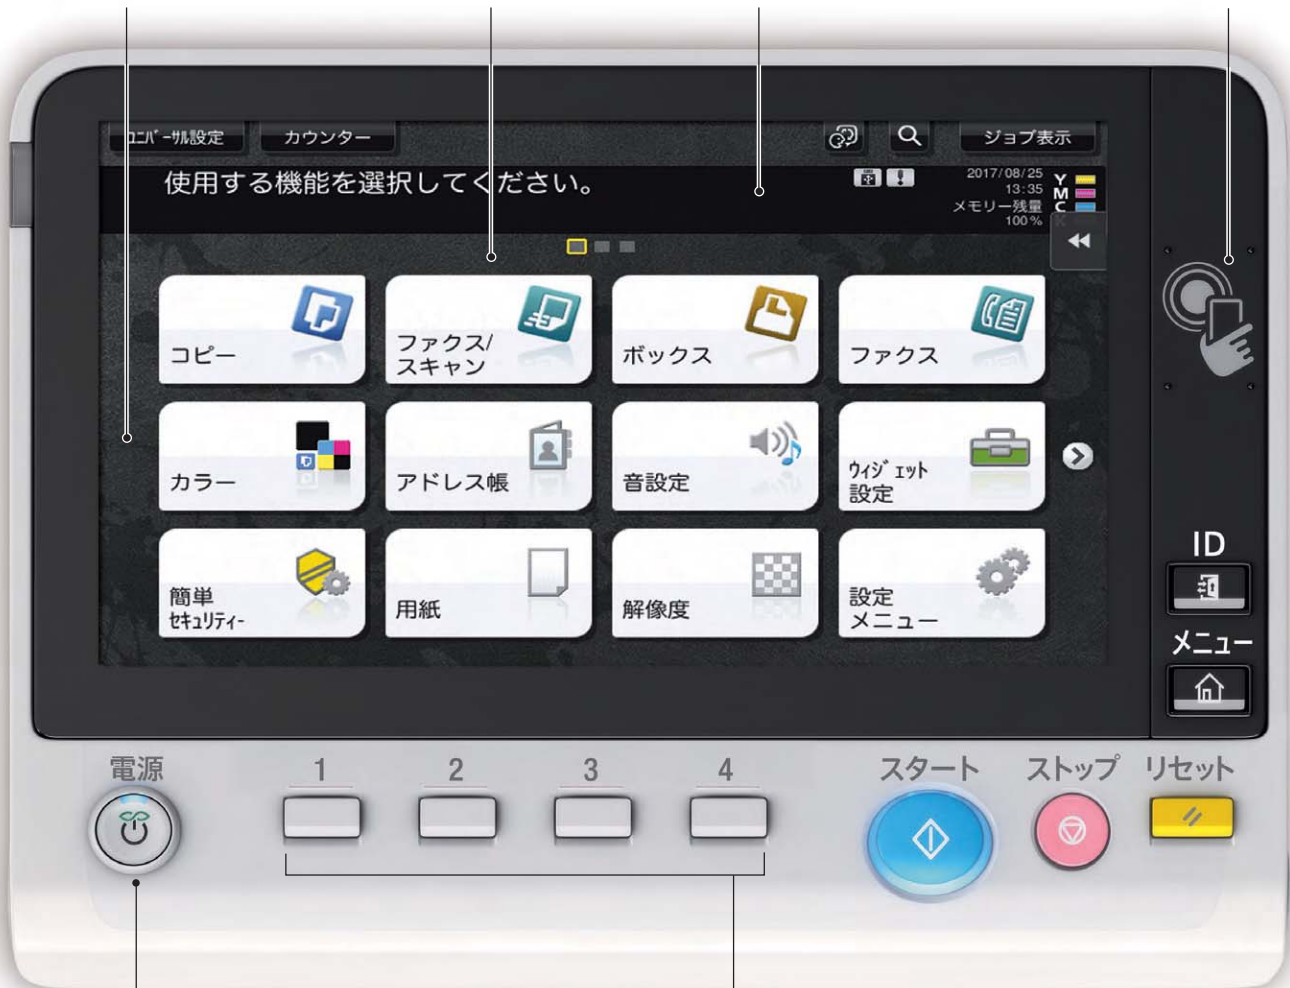 ﾕﾆﾊﾞｰｻﾙ設定
カウンター
ジョブ表示
使用する機能を選択してください。
2017/08/25
13:35
メモリー残量
100%
Y
M
C
コピー
ファクス/
スキャン
ボックス
ファクス
カラー
アドレス帳
音設定
ｳｨｼﾞｪｯﾄ
設定
簡単
ｾｷｭﾘﾃｨｰ
用紙
解像度
設定
メニュー
ID
メニュー
電源
1
2
3
4
スタート
ストップ
リセット